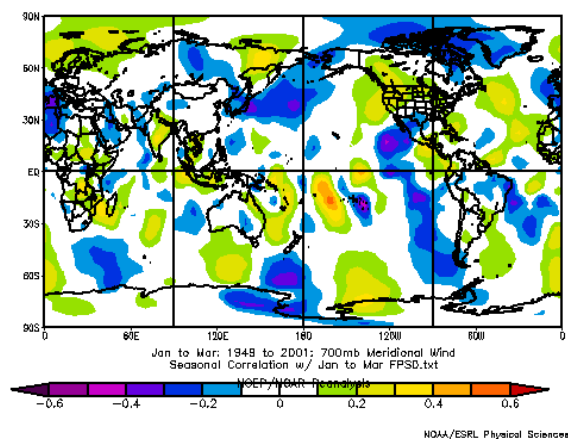 90N
60N
30N
EQ
30S
60S
90S
0 60E 120E 180 120W 60W 0
Jan to Mar: 1948 to 2001: 700mb Meridional Wind
Seasonal Correlation w/ Jan to Mar FPSD.txt
NCEP/NCAR Reanalysis
-0.6 -0.4 -0.2 0 0.2 0.4 0.6
NOAA/ESRL Physical Sciences